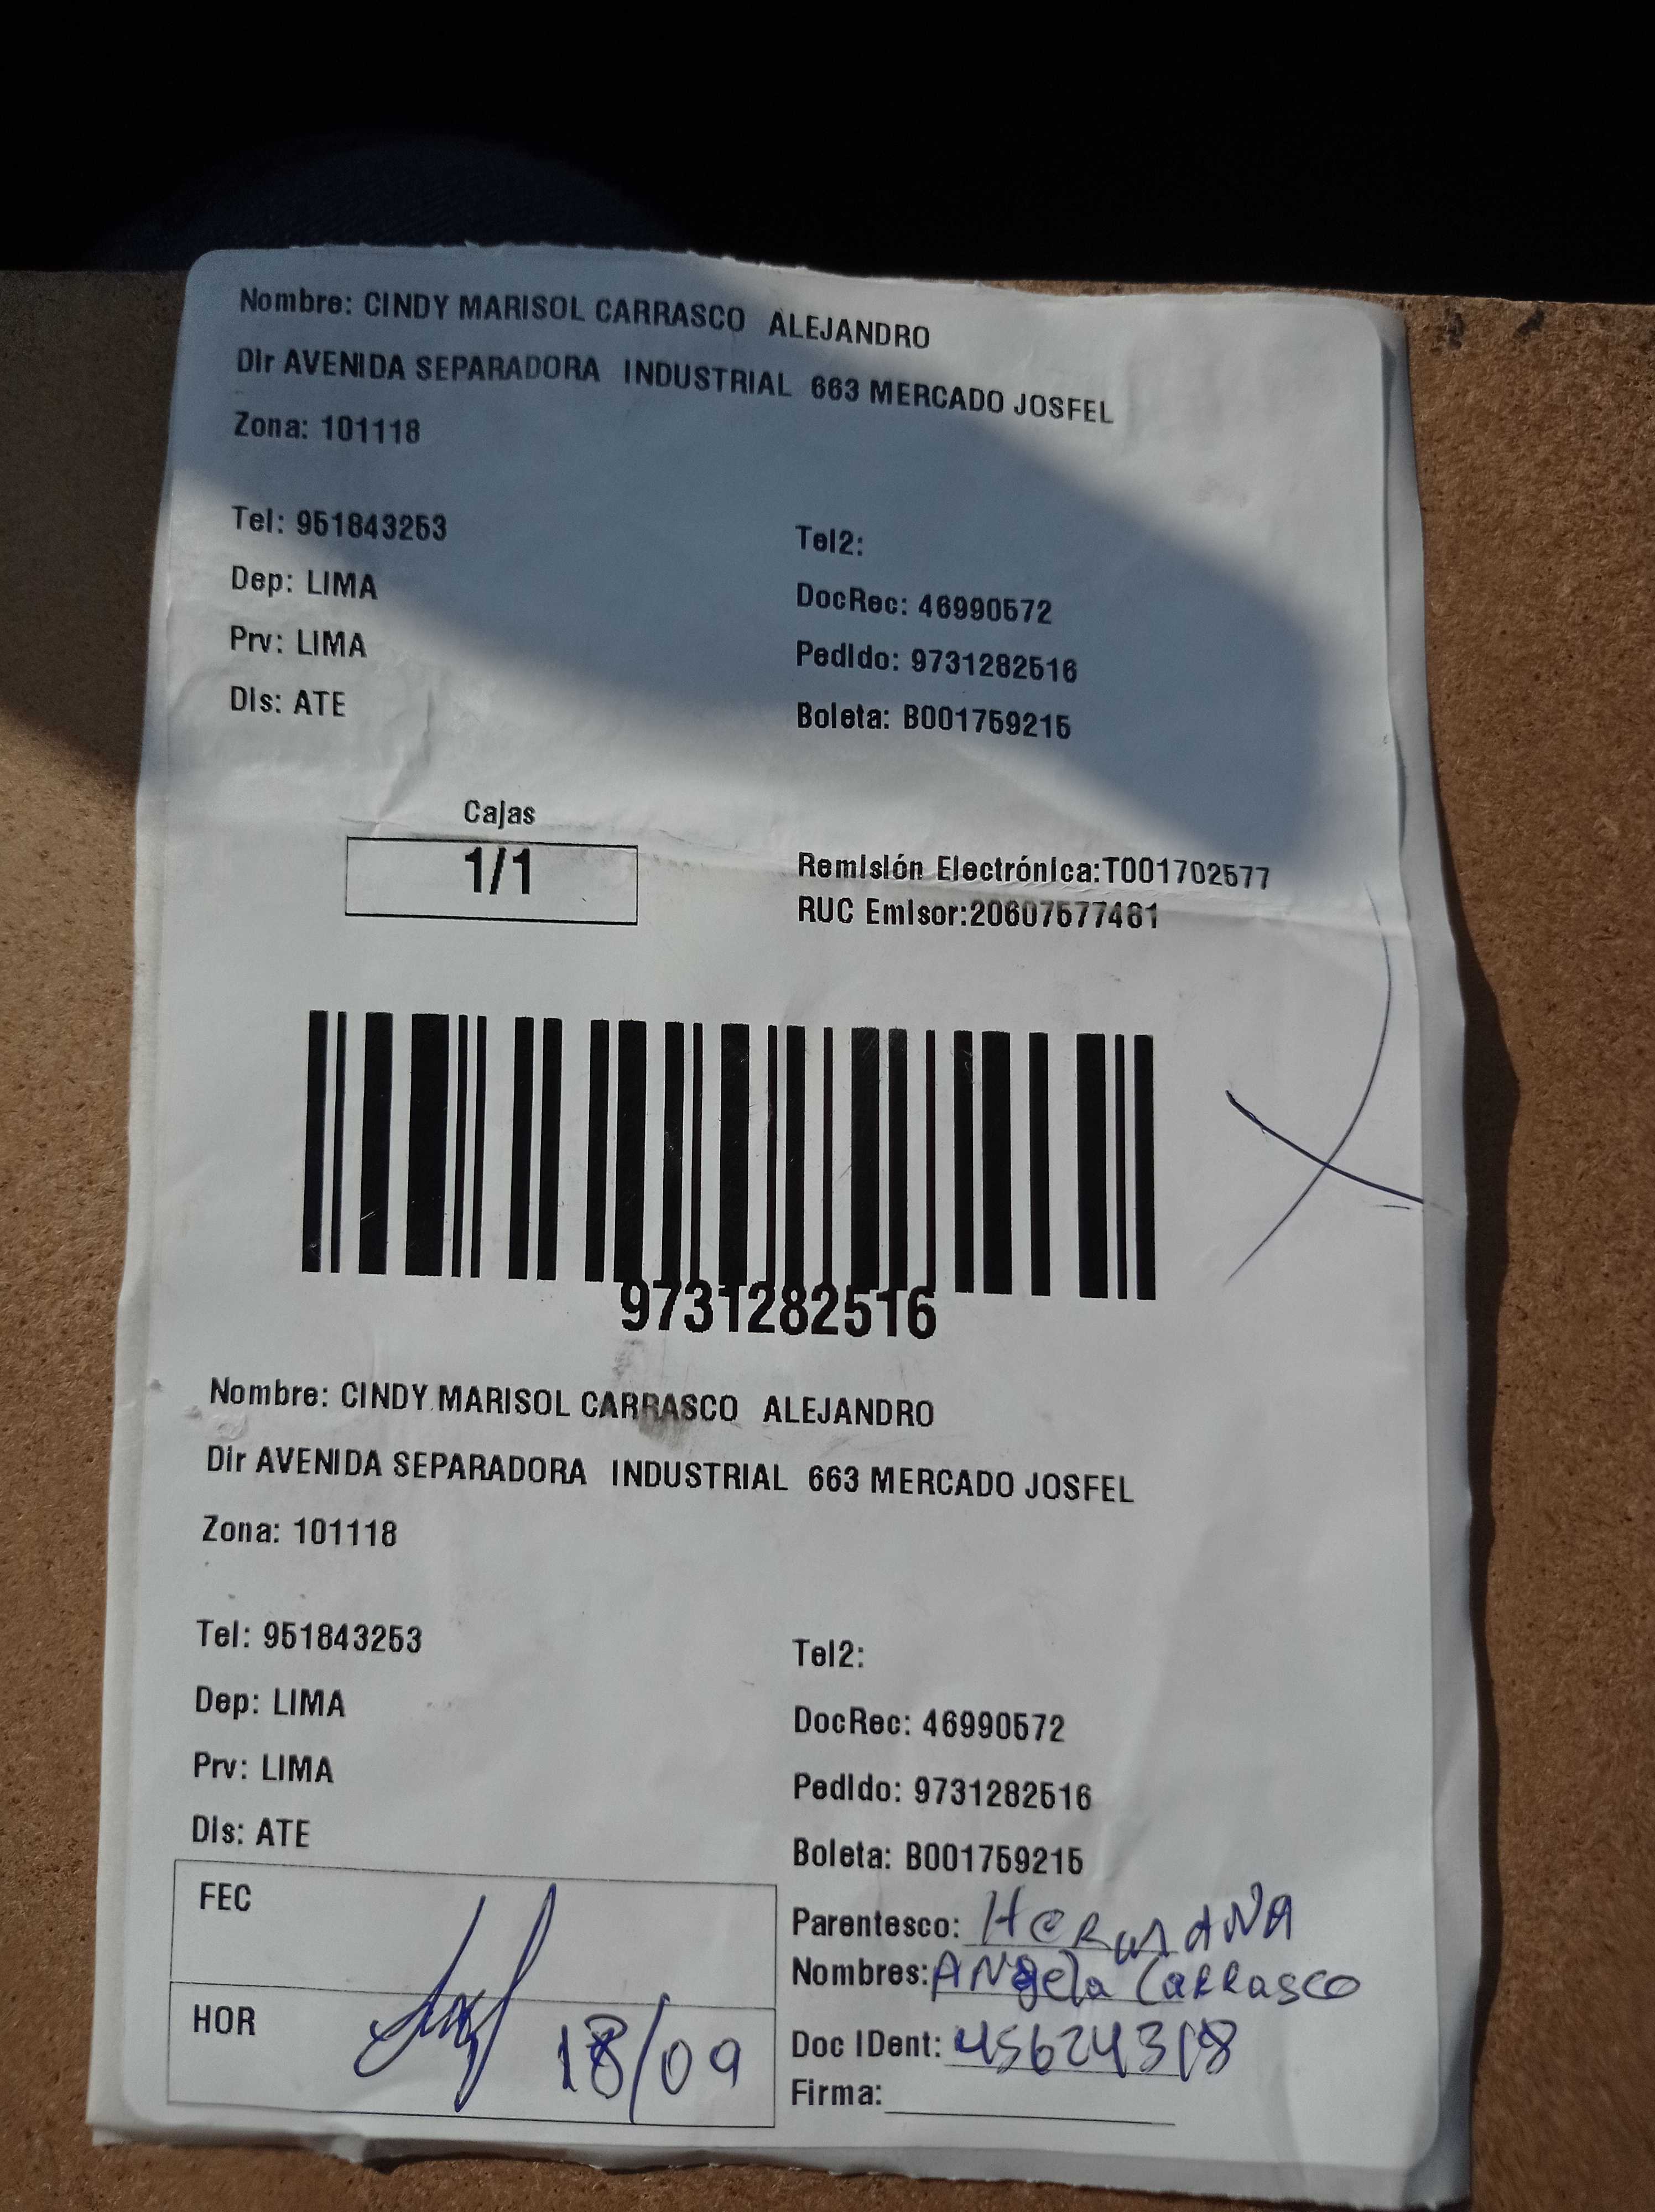 Nombre: CINDY MARISOL CARRASCO ALEJANDRO
Dir AVENIDA SEPARADORA INDUSTRIAL 663 MERCADO JOSFEL
Zona: 101118
Tel: 951843253
Tel2:
Dep: LIMA
DocRec: 46990572
Prv: LIMA
Pedido: 9731282516
Dis: ATE
Boleta: B001759215
Cajas
1/1
Remisión Electrónica:T001702577
RUC Emisor:20607577461
9731282516
Nombre: CINDY MARISOL CARRASCO ALEJANDRO
Dir AVENIDA SEPARADORA INDUSTRIAL 663 MERCADO JOSFEL
Zona: 101118
Tel: 951843253
Tel2:
Dep: LIMA
DocRec: 46990572
Prv: LIMA
Pedido: 9731282516
Dis: ATE
Boleta: B001759215
FEC
Parentesco: HERMANA
Nombres: ANgela CARRASCO
HOR
18/09
Doc IDent: 45624318
Firma: